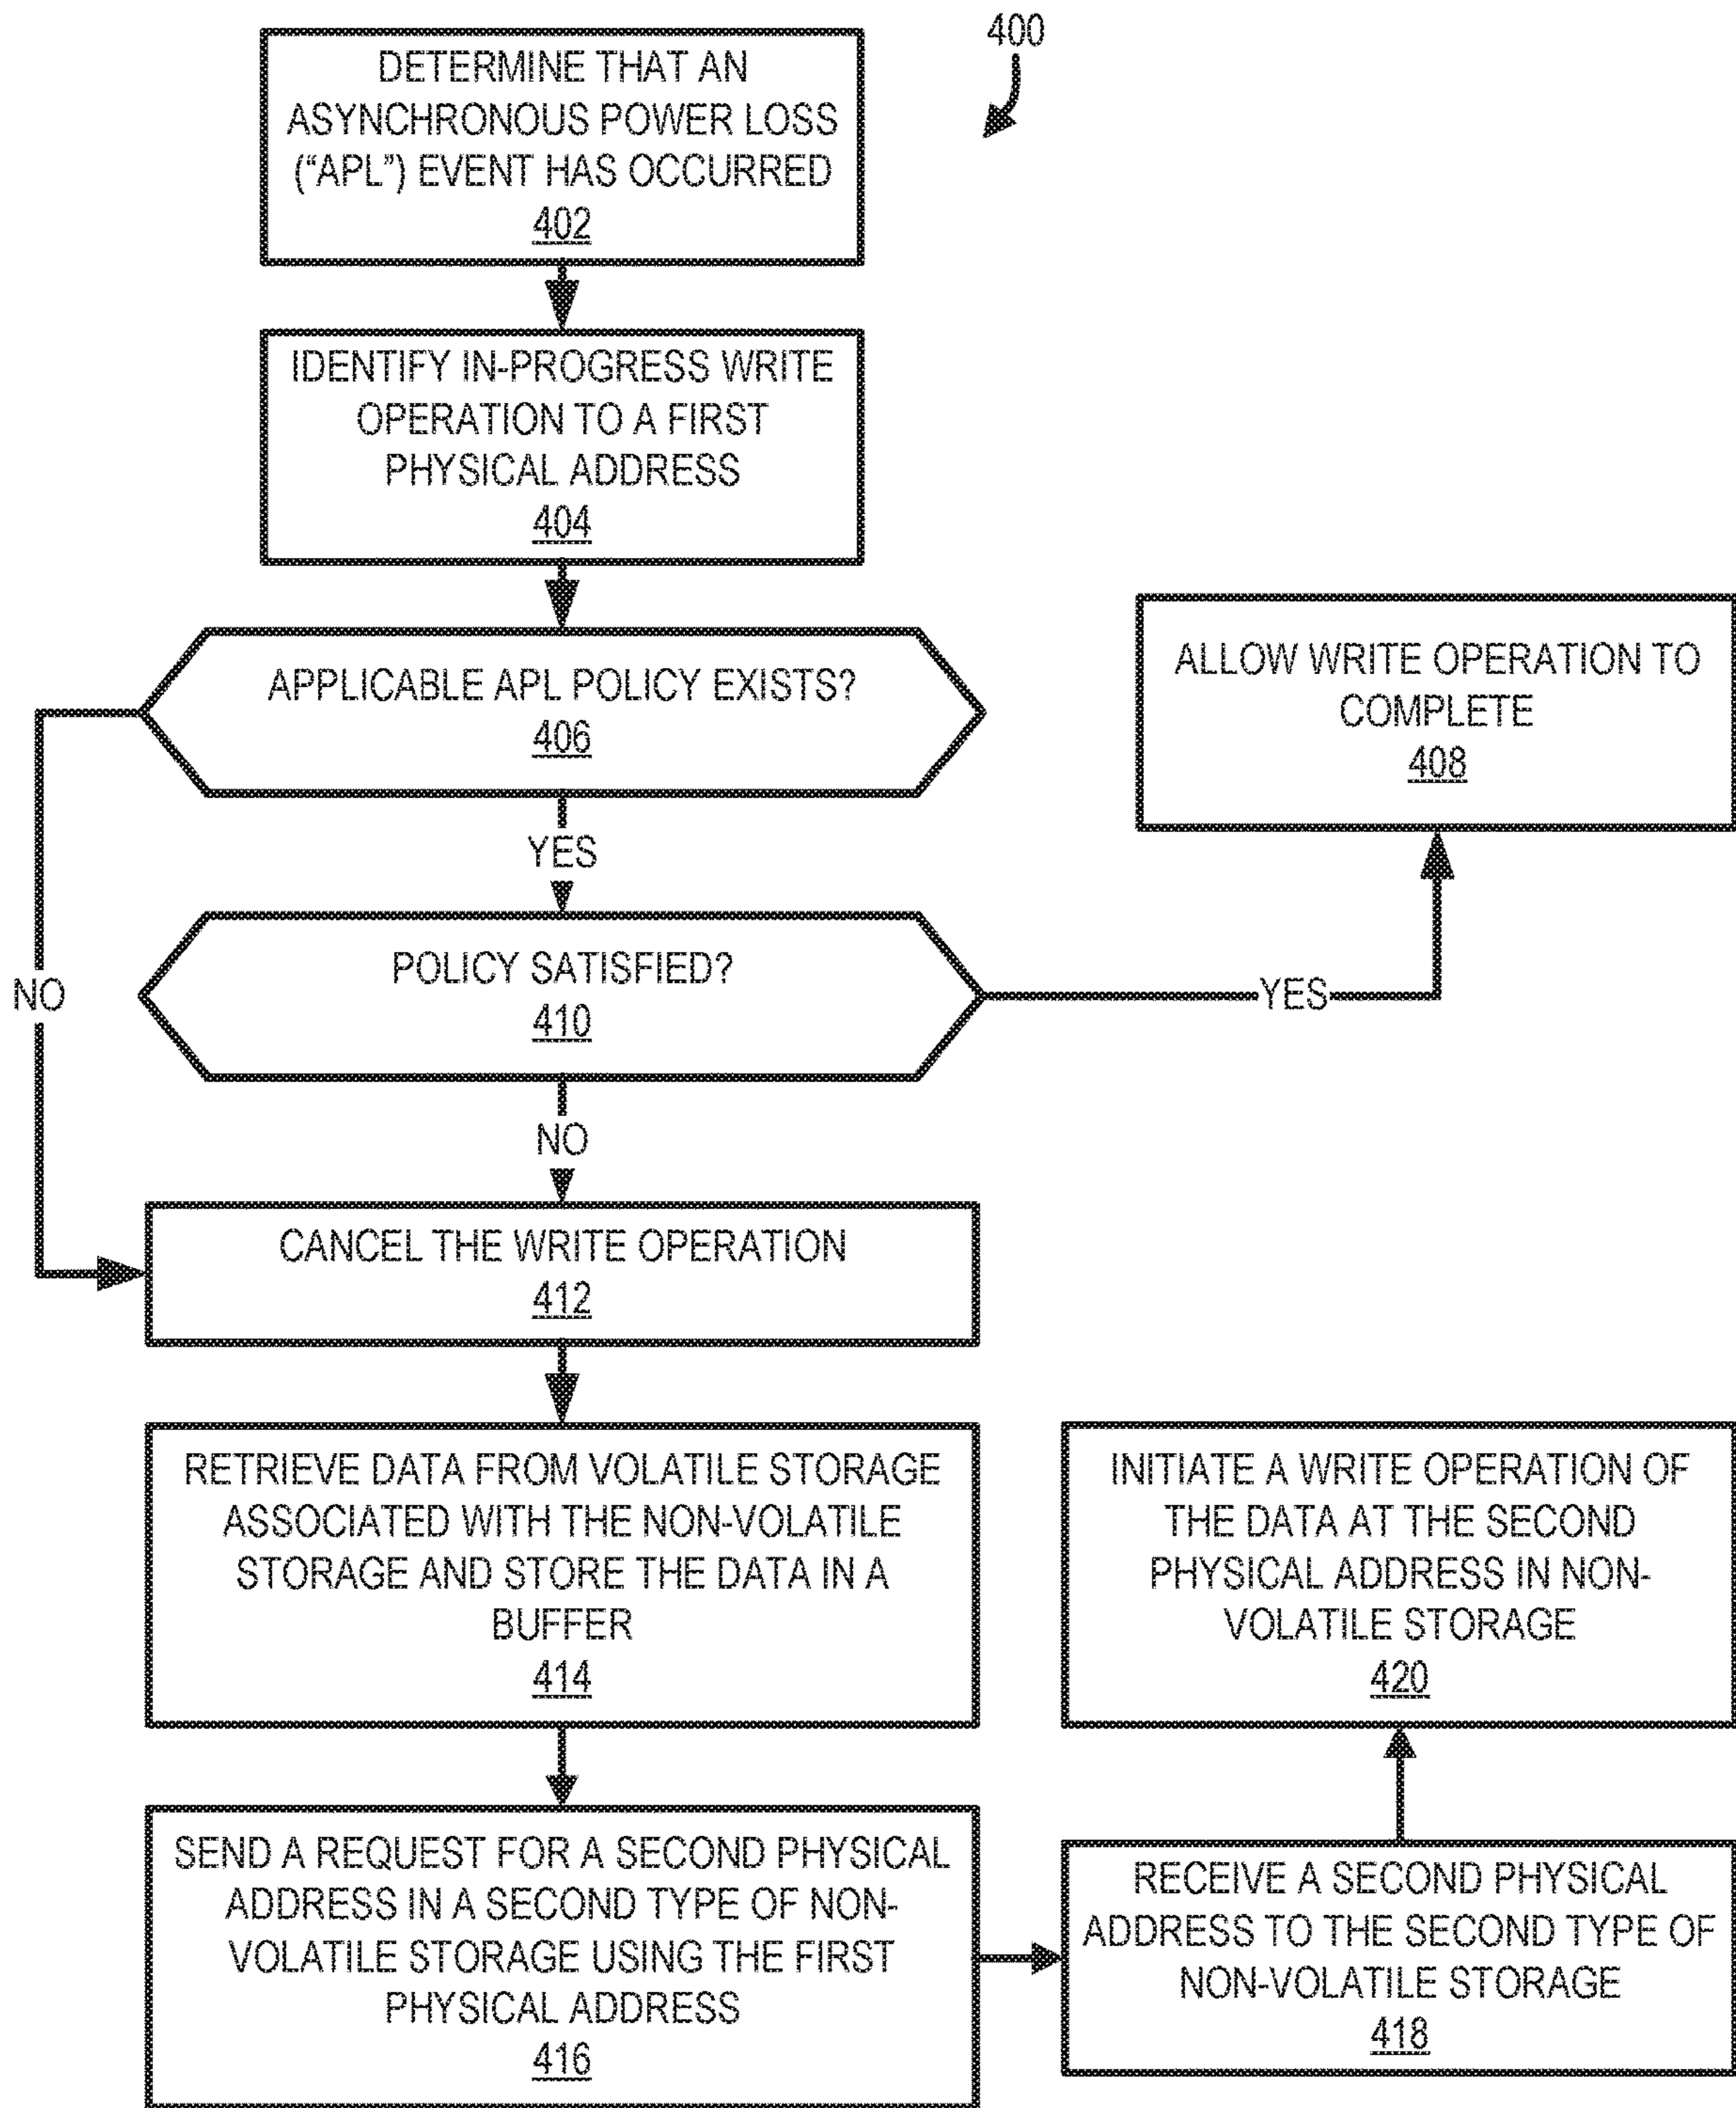 400
DETERMINE THAT AN
ASYNCHRONOUS POWER LOSS
(“APL”) EVENT HAS OCCURRED
402
IDENTIFY IN-PROGRESS WRITE
OPERATION TO A FIRST
PHYSICAL ADDRESS
404
APPLICABLE APL POLICY EXISTS?
406
ALLOW WRITE OPERATION TO
COMPLETE
408
YES
NO
POLICY SATISFIED?
410
YES
NO
CANCEL THE WRITE OPERATION
412
RETRIEVE DATA FROM VOLATILE STORAGE
ASSOCIATED WITH THE NON-VOLATILE
STORAGE AND STORE THE DATA IN A
BUFFER
414
SEND A REQUEST FOR A SECOND PHYSICAL
ADDRESS IN A SECOND TYPE OF NON-
VOLATILE STORAGE USING THE FIRST
PHYSICAL ADDRESS
416
RECEIVE A SECOND PHYSICAL
ADDRESS TO THE SECOND TYPE OF
NON-VOLATILE STORAGE
418
INITIATE A WRITE OPERATION OF
THE DATA AT THE SECOND
PHYSICAL ADDRESS IN NON-
VOLATILE STORAGE
420